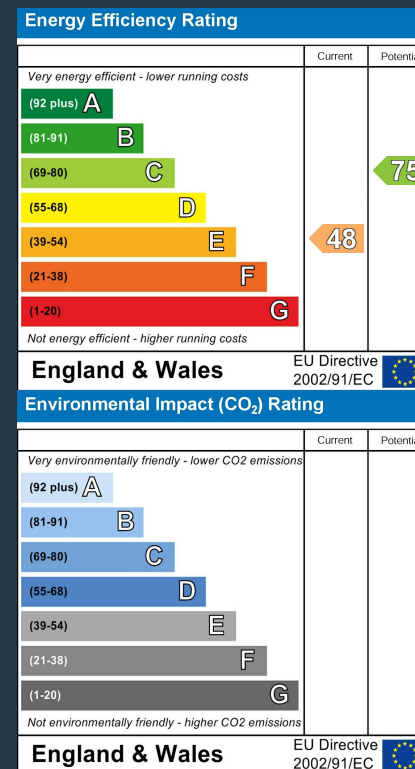 Energy Efficiency Rating
Current Potentia
Very energy efficient - lower running costs
(92 plus) A
(81-91) B
(69-80) C
75
(55-68) D
(39-54) E
48
(21-38) F
(1-20) G
Not energy efficient - higher running costs
England & Wales
EU Directive
2002/91/EC
Environmental Impact (CO₂) Rating
Current Potentia
Very environmentally friendly - lower CO2 emissions
(92 plus) A
(81-91) B
(69-80) C
(55-68) D
(39-54) E
(21-38) F
(1-20) G
Not environmentally friendly - higher CO2 emissions
England & Wales
EU Directive
2002/91/EC